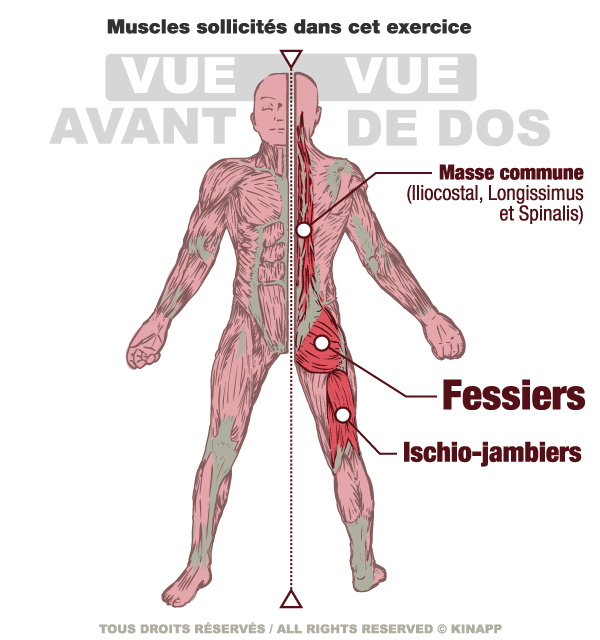 Muscles sollicités dans cet exercice
VUE AVANT
VUE DE DOS
Masse commune
(Iliocostal, Longissimus
et Spinalis)
Fessiers
Ischio-jambiers
TOUS DROITS RÉSERVÉS / ALL RIGHTS RESERVED © KINAPP